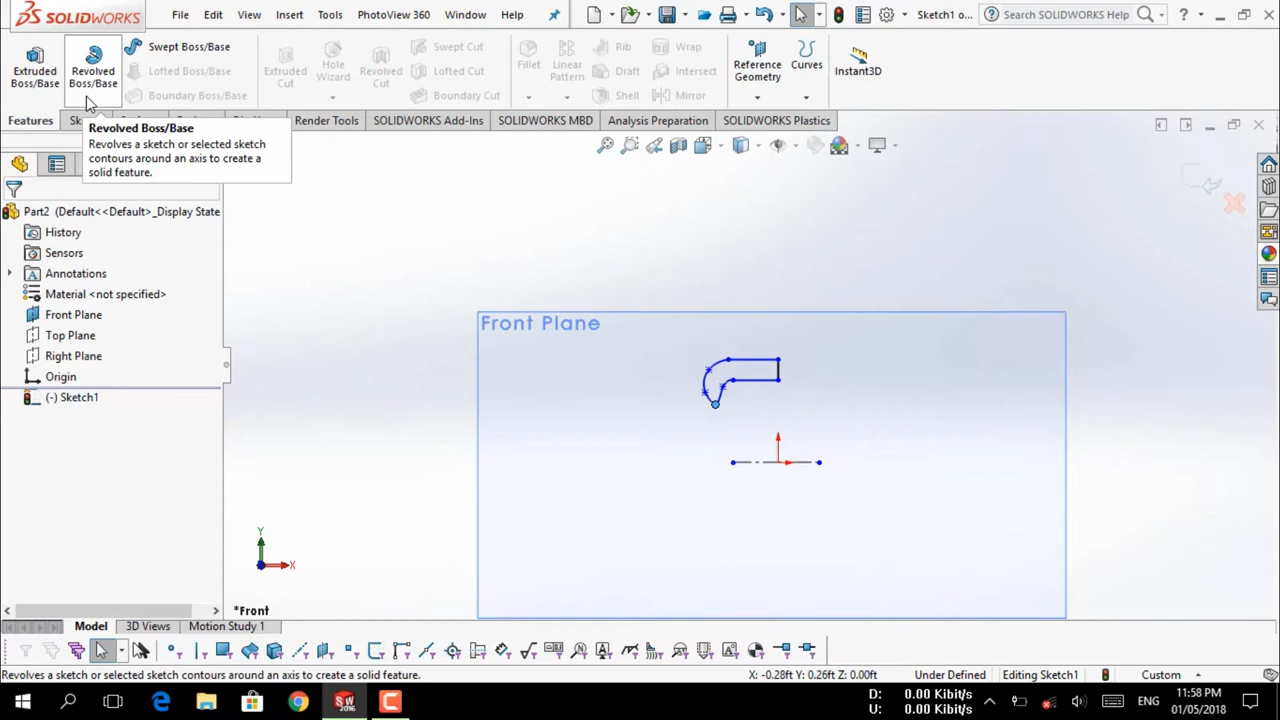 SOLIDWORKS File Edit View Insert Tools PhotoView 360 Window Help Sketch1 o... Search SOLIDWORKS Help ?
Extruded Boss/Base
Revolved Boss/Base
Swept Boss/Base
Lofted Boss/Base
Boundary Boss/Base
Extruded Cut
Hole Wizard
Revolved Cut
Swept Cut
Lofted Cut
Boundary Cut
Fillet
Linear Pattern
Rib
Draft
Shell
Wrap
Intersect
Mirror
Reference Geometry
Curves
Instant3D
Features Render Tools SOLIDWORKS Add-Ins SOLIDWORKS MBD Analysis Preparation SOLIDWORKS Plastics
Revolved Boss/Base
Revolves a sketch or selected sketch
contours around an axis to create a
solid feature.
Part2 (Default<<Default>_Display State
History
Sensors
Annotations
Material <not specified>
Front Plane
Top Plane
Right Plane
Origin
(-) Sketch1
Front Plane
Y
X
*Front
Model 3D Views Motion Study 1
Revolves a sketch or selected sketch contours around an axis to create a solid feature. X: -0.28ft Y: 0.26ft Z: 0.00ft Under Defined Editing Sketch1 Custom
SW 2016
D: 0.00 Kibit/s
U: 0.00 Kibit/s
ENG
11:58 PM
01/05/2018